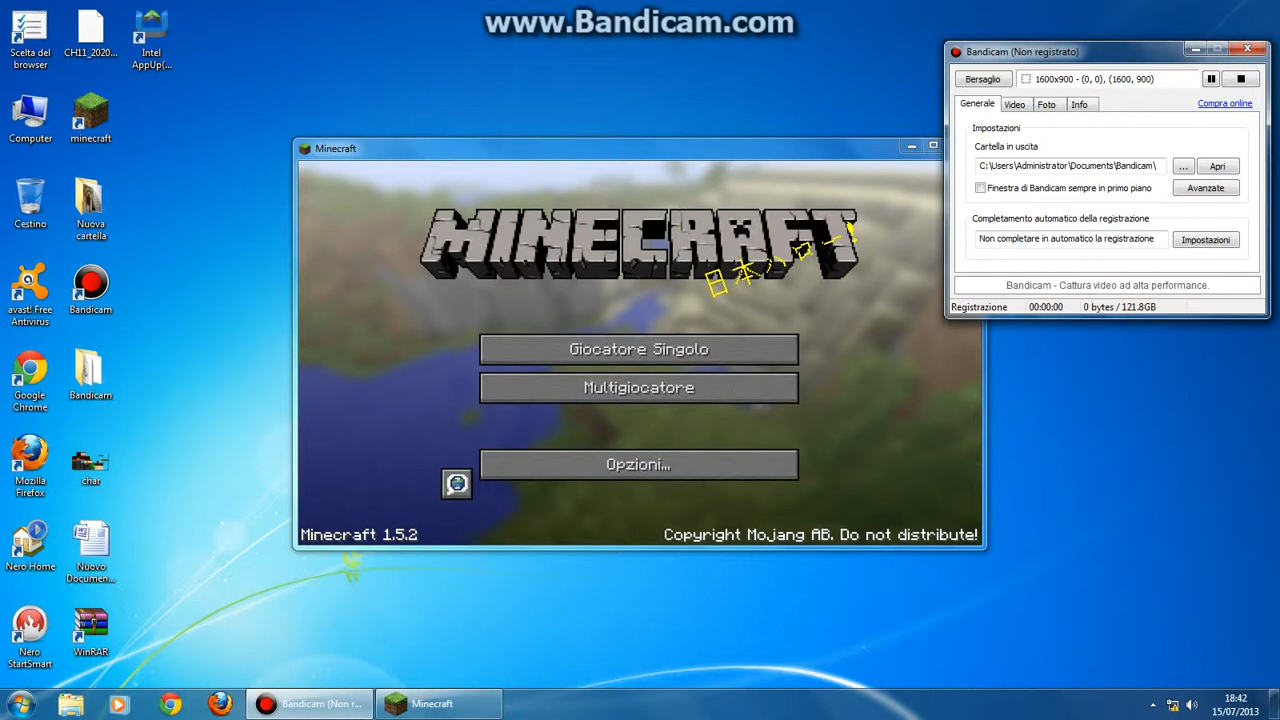 www.Bandicam.com
Scelta del
browser
CH11_2020...
Intel
AppUp(...
Computer
minecraft
Cestino
Nuova
cartella
avast! Free
Antivirus
Bandicam
Google
Chrome
Bandicam
Mozilla
Firefox
char
Nero Home
Nuovo
Documen...
Nero
StartSmart
WinRAR
Minecraft
MINECRAFT
日本ハロー!
Giocatore Singolo
Multigiocatore
Opzioni...
Minecraft 1.5.2
Copyright Mojang AB. Do not distribute!
Bandicam (Non registrato)
Bersaglio
1600x900 - (0, 0), (1600, 900)
Generale
Video
Foto
Info
Compra online
Impostazioni
Cartella in uscita
C:\Users\Administrator\Documents\Bandicam\
...
Apri
Finestra di Bandicam sempre in primo piano
Avanzate
Completamento automatico della registrazione
Non completare in automatico la registrazione
Impostazioni
Bandicam - Cattura video ad alta performance.
Registrazione
00:00:00
0 bytes / 121.8GB
Bandicam (Non r...
Minecraft
18:42
15/07/2013